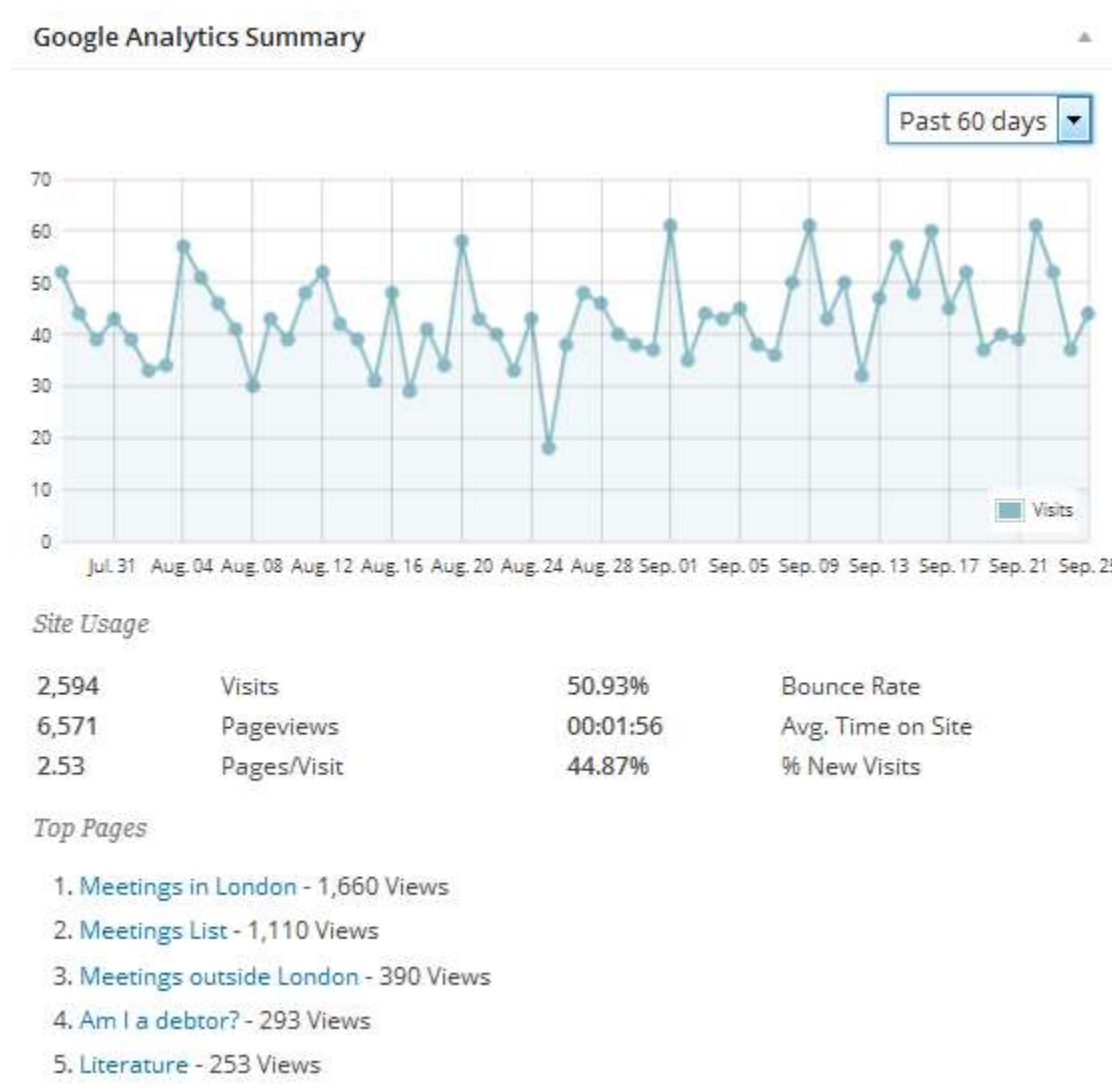 Google Analytics Summary
Past 60 days
70
60
50
40
30
20
10
0
Visits
Jul. 31 Aug. 04 Aug. 08 Aug. 12 Aug. 16 Aug. 20 Aug. 24 Aug. 28 Sep. 01 Sep. 05 Sep. 09 Sep. 13 Sep. 17 Sep. 21 Sep. 25
Site Usage
2,594 Visits 50.93% Bounce Rate
6,571 Pageviews 00:01:56 Avg. Time on Site
2.53 Pages/Visit 44.87% % New Visits
Top Pages
1. Meetings in London - 1,660 Views
2. Meetings List - 1,110 Views
3. Meetings outside London - 390 Views
4. Am I a debtor? - 293 Views
5. Literature - 253 Views